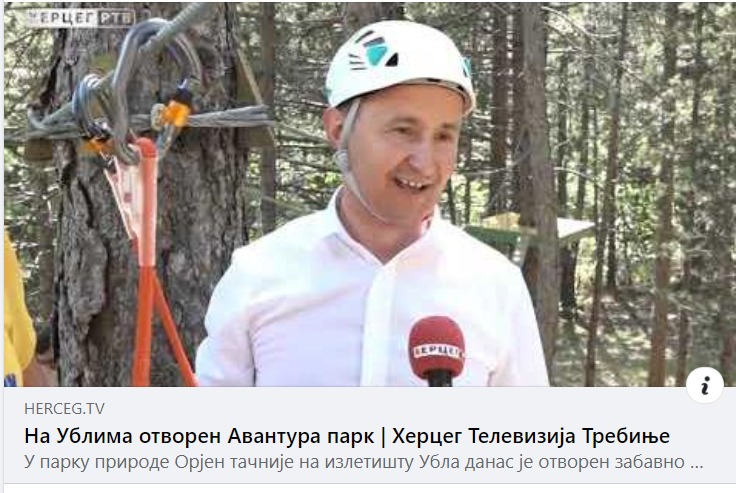 ХЕРЦЕГ РТВ
ХЕРЦЕГ
HERCEG.TV
На Ублима отворен Авантура парк | Херцег Телевизија Требиње
У парку природе Орјен тачније на излетишту Убла данас је отворен забавно ...